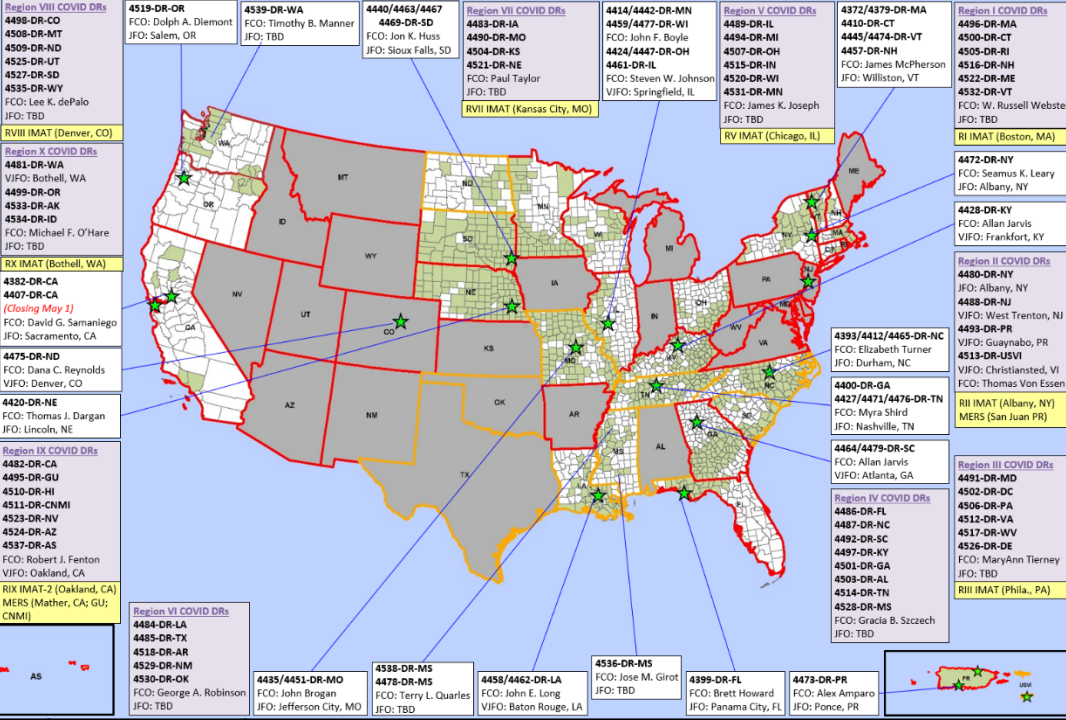 Region VIII COVID DRs
4498-DR-CO
4508-DR-MT
4509-DR-ND
4525-DR-UT
4527-DR-SD
4535-DR-WY
FCO: Lee K. dePalo
JFO: TBD
RVIII IMAT (Denver, CO)
Region X COVID DRs
4481-DR-WA
VJFO: Bothell, WA
4499-DR-OR
4533-DR-AK
4534-DR-ID
FCO: Michael F. O'Hare
JFO: TBD
RX IMAT (Bothell, WA)
4382-DR-CA
4407-DR-CA
(Closing May 1)
FCO: David G. Samaniego
JFO: Sacramento, CA
4475-DR-ND
FCO: Dana C. Reynolds
VJFO: Denver, CO
4420-DR-NE
FCO: Thomas J. Dargan
JFO: Lincoln, NE
Region IX COVID DRs
4482-DR-CA
4495-DR-GU
4510-DR-HI
4511-DR-CNMI
4523-DR-NV
4524-DR-AZ
4537-DR-AS
FCO: Robert J. Fenton
VJFO: Oakland, CA
RIX IMAT-2 (Oakland, CA)
MERS (Mather, CA; GU;
CNMI)
AS
4519-DR-OR
FCO: Dolph A. Diemont
JFO: Salem, OR
4539-DR-WA
FCO: Timothy B. Manner
JFO: TBD
4440/4463/4467
4469-DR-SD
FCO: Jon K. Huss
JFO: Sioux Falls, SD
Region VII COVID DRs
4483-DR-IA
4490-DR-MO
4504-DR-KS
4521-DR-NE
FCO: Paul Taylor
JFO: TBD
RVII IMAT (Kansas City, MO)
4414/4442-DR-MN
4459/4477-DR-WI
FCO: John F. Boyle
4424/4447-DR-OH
4461-DR-IL
FCO: Steven W. Johnson
VJFO: Springfield, IL
Region V COVID DRs
4489-DR-IL
4494-DR-MI
4507-DR-OH
4515-DR-IN
4520-DR-WI
4531-DR-MN
FCO: James K. Joseph
JFO: TBD
RV IMAT (Chicago, IL)
4372/4379-DR-MA
4410-DR-CT
4445/4474-DR-VT
4457-DR-NH
FCO: James McPherson
JFO: Williston, VT
Region I COVID DRs
4496-DR-MA
4500-DR-CT
4505-DR-RI
4516-DR-NH
4522-DR-ME
4532-DR-VT
FCO: W. Russell Webste
JFO: TBD
RI IMAT (Boston, MA)
4472-DR-NY
FCO: Seamus K. Leary
JFO: Albany, NY
4428-DR-KY
FCO: Allan Jarvis
VJFO: Frankfort, KY
Region II COVID DRs
4480-DR-NY
JFO: Albany, NY
4488-DR-NJ
VJFO: West Trenton, NJ
4493-DR-PR
VJFO: Guaynabo, PR
4513-DR-USVI
VJFO: Christiansted, VI
FCO: Thomas Von Essen
RII IMAT (Albany, NY)
MERS (San Juan PR)
4393/4412/4465-DR-NC
FCO: Elizabeth Turner
JFO: Durham, NC
4400-DR-GA
4427/4471/4476-DR-TN
FCO: Myra Shird
JFO: Nashville, TN
4464/4479-DR-SC
FCO: Allan Jarvis
VJFO: Atlanta, GA
Region IV COVID DRs
4486-DR-FL
4487-DR-NC
4492-DR-SC
4497-DR-KY
4501-DR-GA
4503-DR-AL
4514-DR-TN
4528-DR-MS
FCO: Gracia B. Szczech
JFO: TBD
Region III COVID DRs
4491-DR-MD
4502-DR-DC
4506-DR-PA
4512-DR-VA
4517-DR-WV
4526-DR-DE
FCO: MaryAnn Tierney
JFO: TBD
RIII IMAT (Phila., PA)
WA
MT
ND
MN
ME
OR
ID
SD
WI
MI
NY
VT
NH
MA
CT
RI
WY
IA
PA
NJ
NE
NV
UT
CO
IL
IN
OH
MD
WV
VA
CA
KS
MO
KY
AZ
NM
OK
AR
TN
NC
SC
MS
AL
GA
TX
LA
FL
Region VI COVID DRs
4484-DR-LA
4485-DR-TX
4518-DR-AR
4529-DR-NM
4530-DR-OK
FCO: George A. Robinson
JFO: TBD
4435/4451-DR-MO
FCO: John Brogan
JFO: Jefferson City, MO
4538-DR-MS
4478-DR-MS
FCO: Terry L. Quarles
JFO: TBD
4458/4462-DR-LA
FCO: John E. Long
VJFO: Baton Rouge, LA
4536-DR-MS
FCO: Jose M. Girot
JFO: TBD
4399-DR-FL
FCO: Brett Howard
JFO: Panama City, FL
4473-DR-PR
FCO: Alex Amparo
JFO: Ponce, PR
PR
USVI